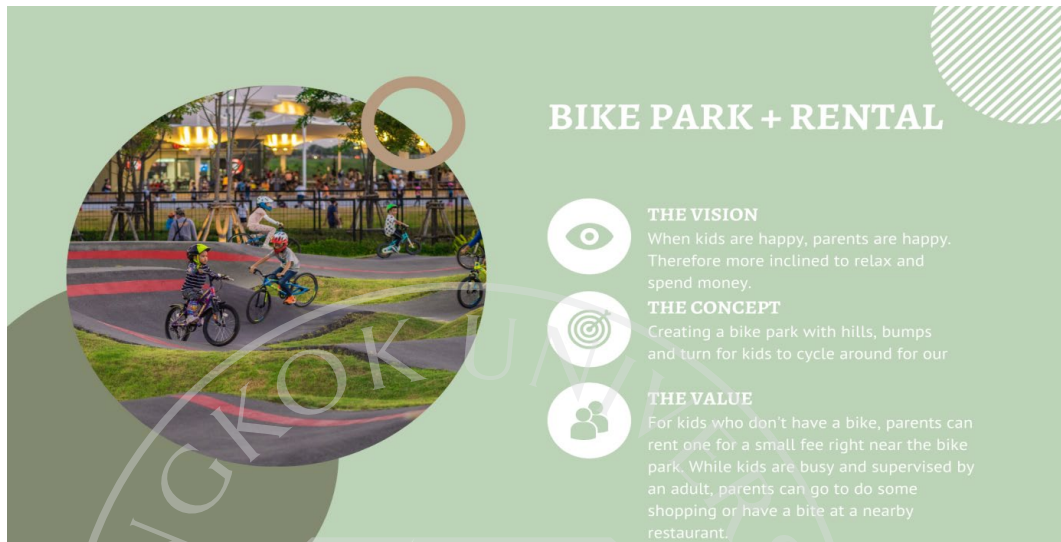 BIKE PARK + RENTAL
THE VISION
When kids are happy, parents are happy.
Therefore more inclined to relax and
spend money.
THE CONCEPT
Creating a bike park with hills, bumps
and turn for kids to cycle around for our
THE VALUE
For kids who don't have a bike, parents can
rent one for a small fee right near the bike
park. While kids are busy and supervised by
an adult, parents can go to do some
shopping or have a bite at a nearby
restaurant.
NGKOK UNIVER